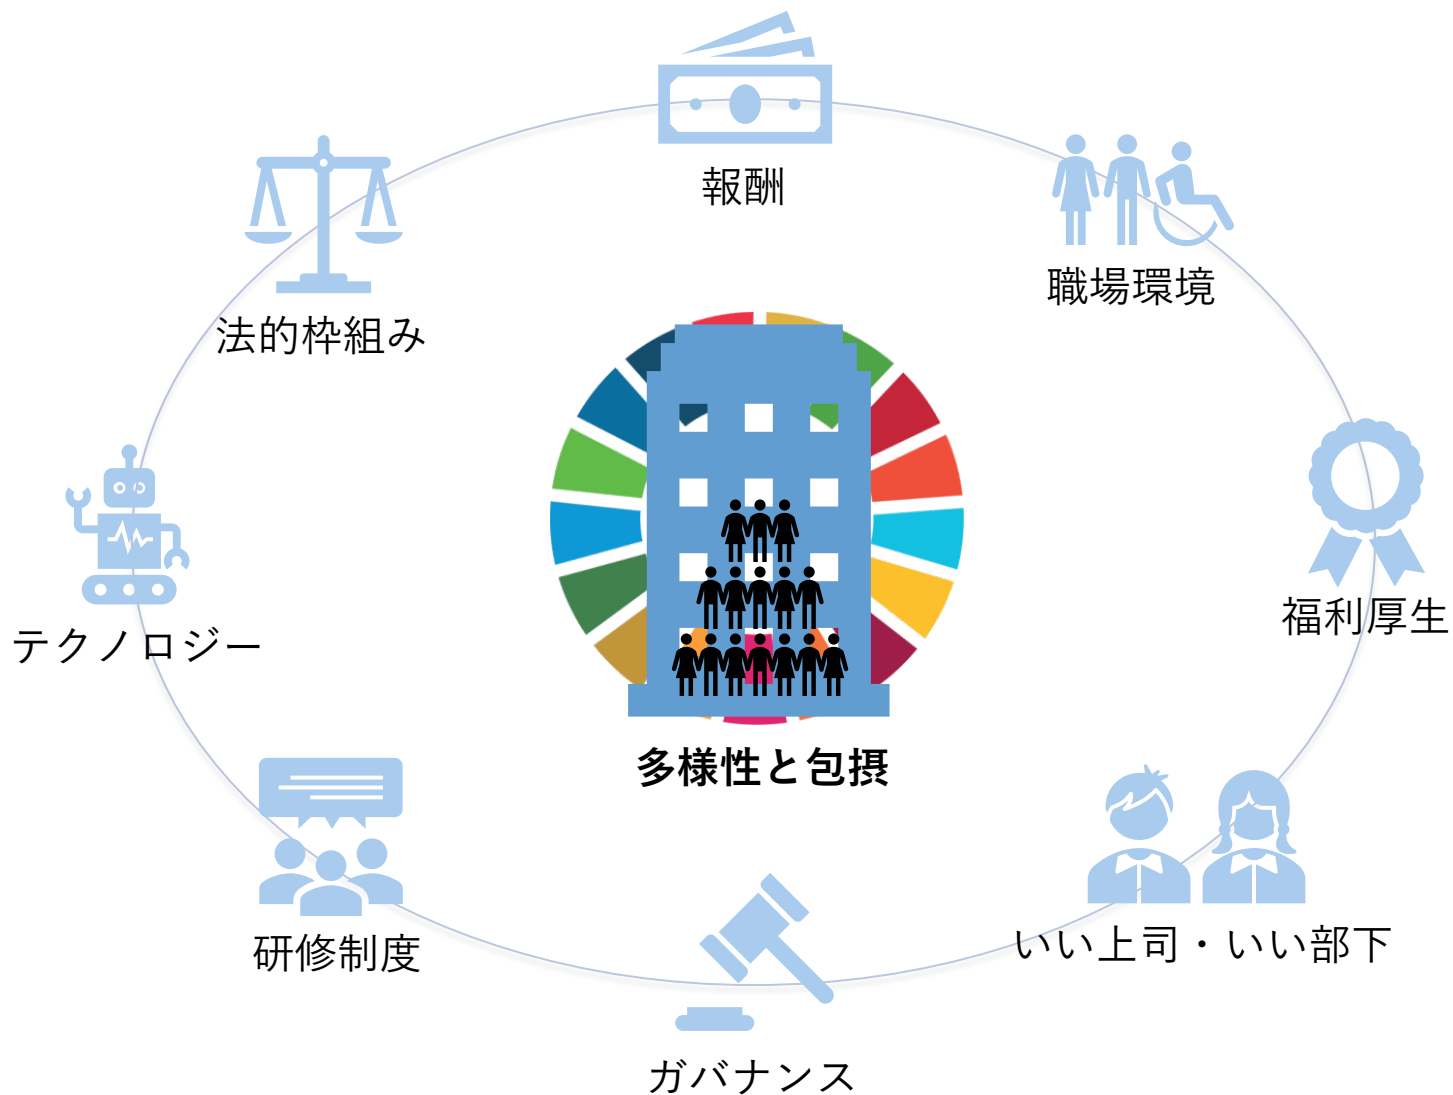 報酬
職場環境
法的枠組み
福利厚生
テクノロジー
多様性と包摂
いい上司・いい部下
研修制度
ガバナンス